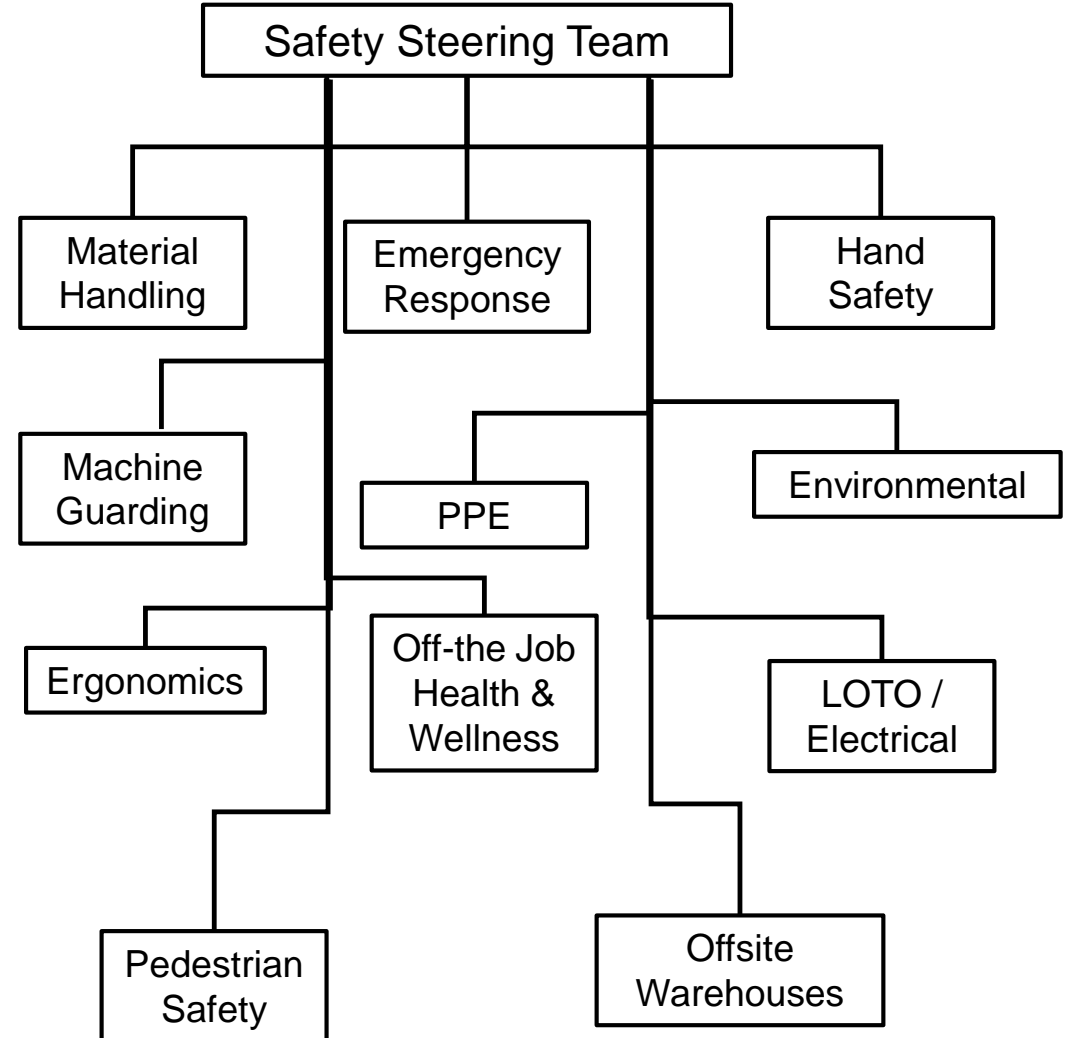 Safety Steering Team
Material
Handling
Emergency
Response
Hand
Safety
Machine
Guarding
PPE
Environmental
Ergonomics
Off-the Job
Health &
Wellness
LOTO /
Electrical
Pedestrian
Safety
Offsite
Warehouses